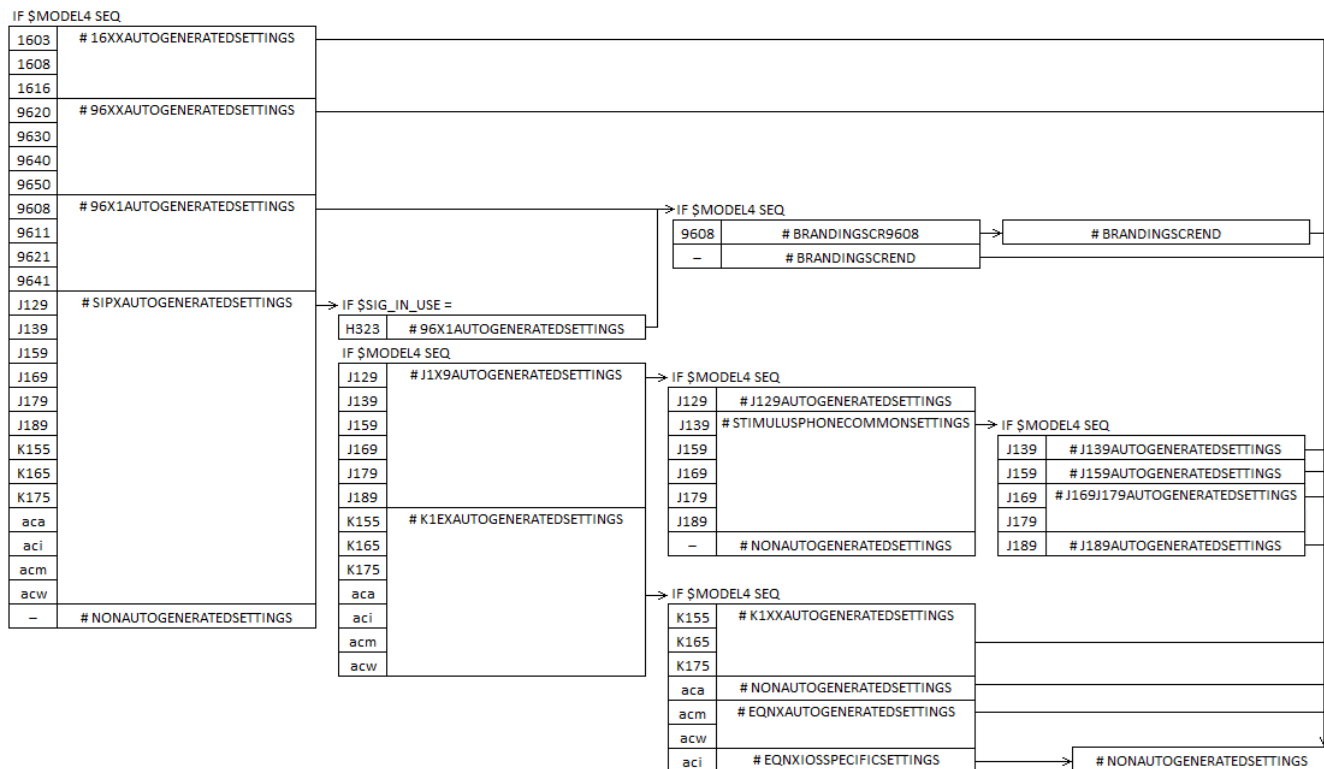 IF $MODEL4 SEQ
1603 # 16XXAUTOGENERATEDSETTINGS
1608
1616
9620 # 96XXAUTOGENERATEDSETTINGS
9630
9640
9650
9608 # 96X1AUTOGENERATEDSETTINGS
9611
9621
9641
J129 # SIPXAUTOGENERATEDSETTINGS
J139
J159
J169
J179
J189
K155
K165
K175
aca
aci
acm
acw
– # NONAUTOGENERATEDSETTINGS
IF $SIG_IN_USE =
H323 # 96X1AUTOGENERATEDSETTINGS
IF $MODEL4 SEQ
J129 # J1X9AUTOGENERATEDSETTINGS
J139
J159
J169
J179
J189
K155 # K1EXAUTOGENERATEDSETTINGS
K165
K175
aca
aci
acm
acw
IF $MODEL4 SEQ
9608 # BRANDINGSCR9608
– # BRANDINGSCREND
# BRANDINGSCREND
IF $MODEL4 SEQ
J129 # J129AUTOGENERATEDSETTINGS
J139 # STIMULUSPHONECOMMONSETTINGS
J159
J169
J179
J189
– # NONAUTOGENERATEDSETTINGS
IF $MODEL4 SEQ
J139 # J139AUTOGENERATEDSETTINGS
J159 # J159AUTOGENERATEDSETTINGS
J169 # J169J179AUTOGENERATEDSETTINGS
J179
J189 # J189AUTOGENERATEDSETTINGS
IF $MODEL4 SEQ
K155 # K1XXAUTOGENERATEDSETTINGS
K165
K175
aca # NONAUTOGENERATEDSETTINGS
acm # EQNXAUTOGENERATEDSETTINGS
acw
aci # EQNXIOSSPECIFICSETTINGS
# NONAUTOGENERATEDSETTINGS